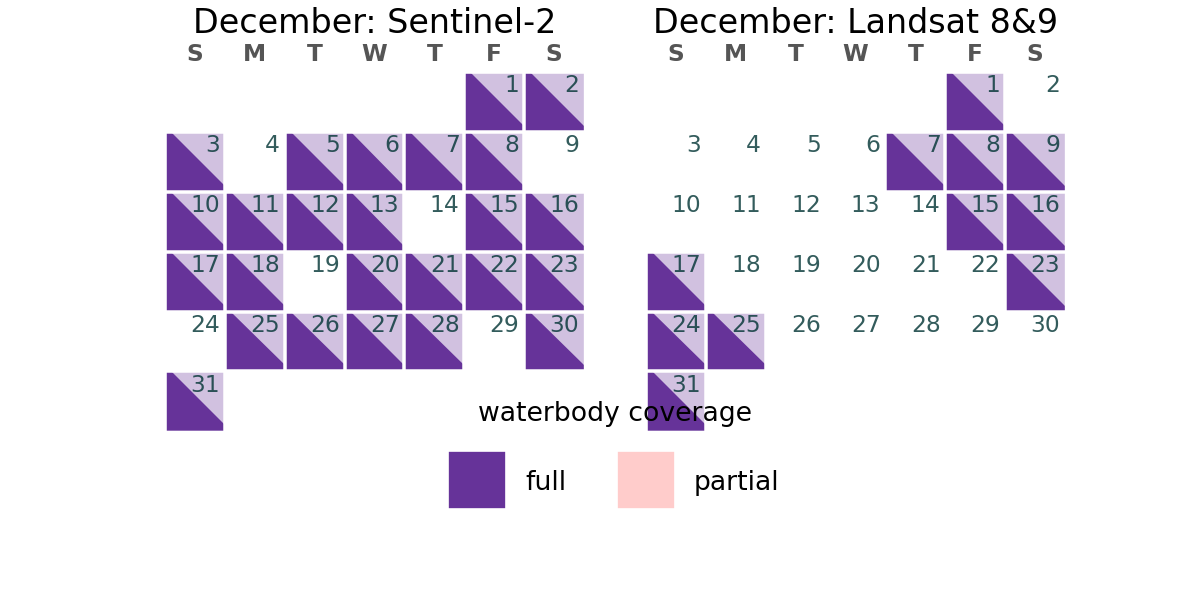 December: Sentinel-2
S M T W T F S
1 2
3 4 5 6 7 8 9
10 11 12 13 14 15 16
17 18 19 20 21 22 23
24 25 26 27 28 29 30
31
December: Landsat 8&9
S M T W T F S
1 2
3 4 5 6 7 8 9
10 11 12 13 14 15 16
17 18 19 20 21 22 23
24 25 26 27 28 29 30
31
waterbody coverage
full partial